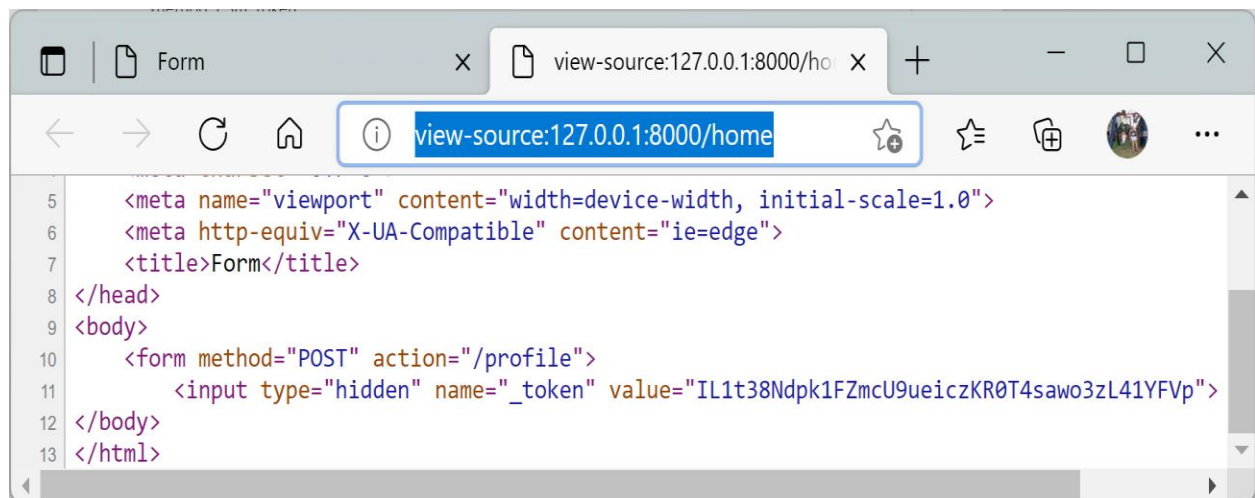 Form
view-source:127.0.0.1:8000/ho
view-source:127.0.0.1:8000/home
5 <meta name="viewport" content="width=device-width, initial-scale=1.0">
6 <meta http-equiv="X-UA-Compatible" content="ie=edge">
7 <title>Form</title>
8 </head>
9 <body>
10 <form method="POST" action="/profile">
11 <input type="hidden" name="_token" value="IL1t38Ndpk1FZmcU9ueiczKR0T4sawo3zL41YFVp">
12 </body>
13 </html>